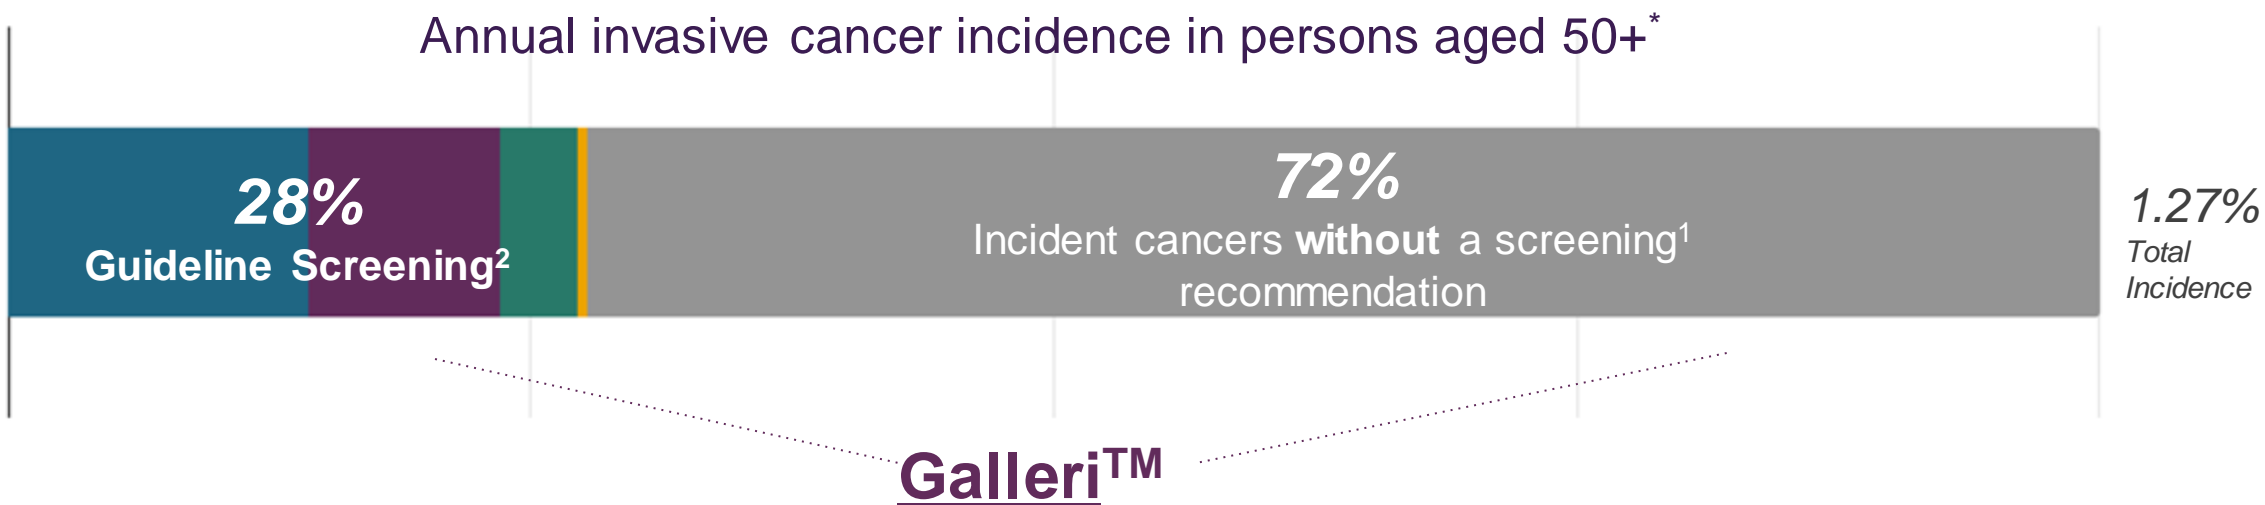 Annual invasive cancer incidence in persons aged 50+*
28%
Guideline Screening2
72%
Incident cancers without a screening1
recommendation
1.27%
Total
Incidence
Galleri™